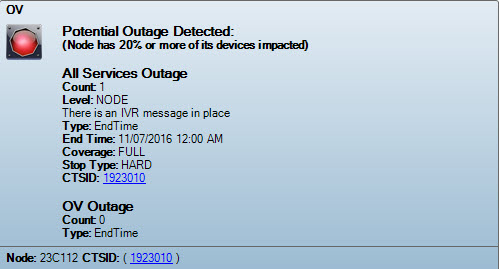 OV
Potential Outage Detected:
(Node has 20% or more of its devices impacted)
All Services Outage
Count: 1
Level: NODE
There is an IVR message in place
Type: EndTime
End Time: 11/07/2016 12:00 AM
Coverage: FULL
Stop Type: HARD
CTSID: 1923010
OV Outage
Count: 0
Type: EndTime
Node: 23C112 CTSID: ( 1923010 )